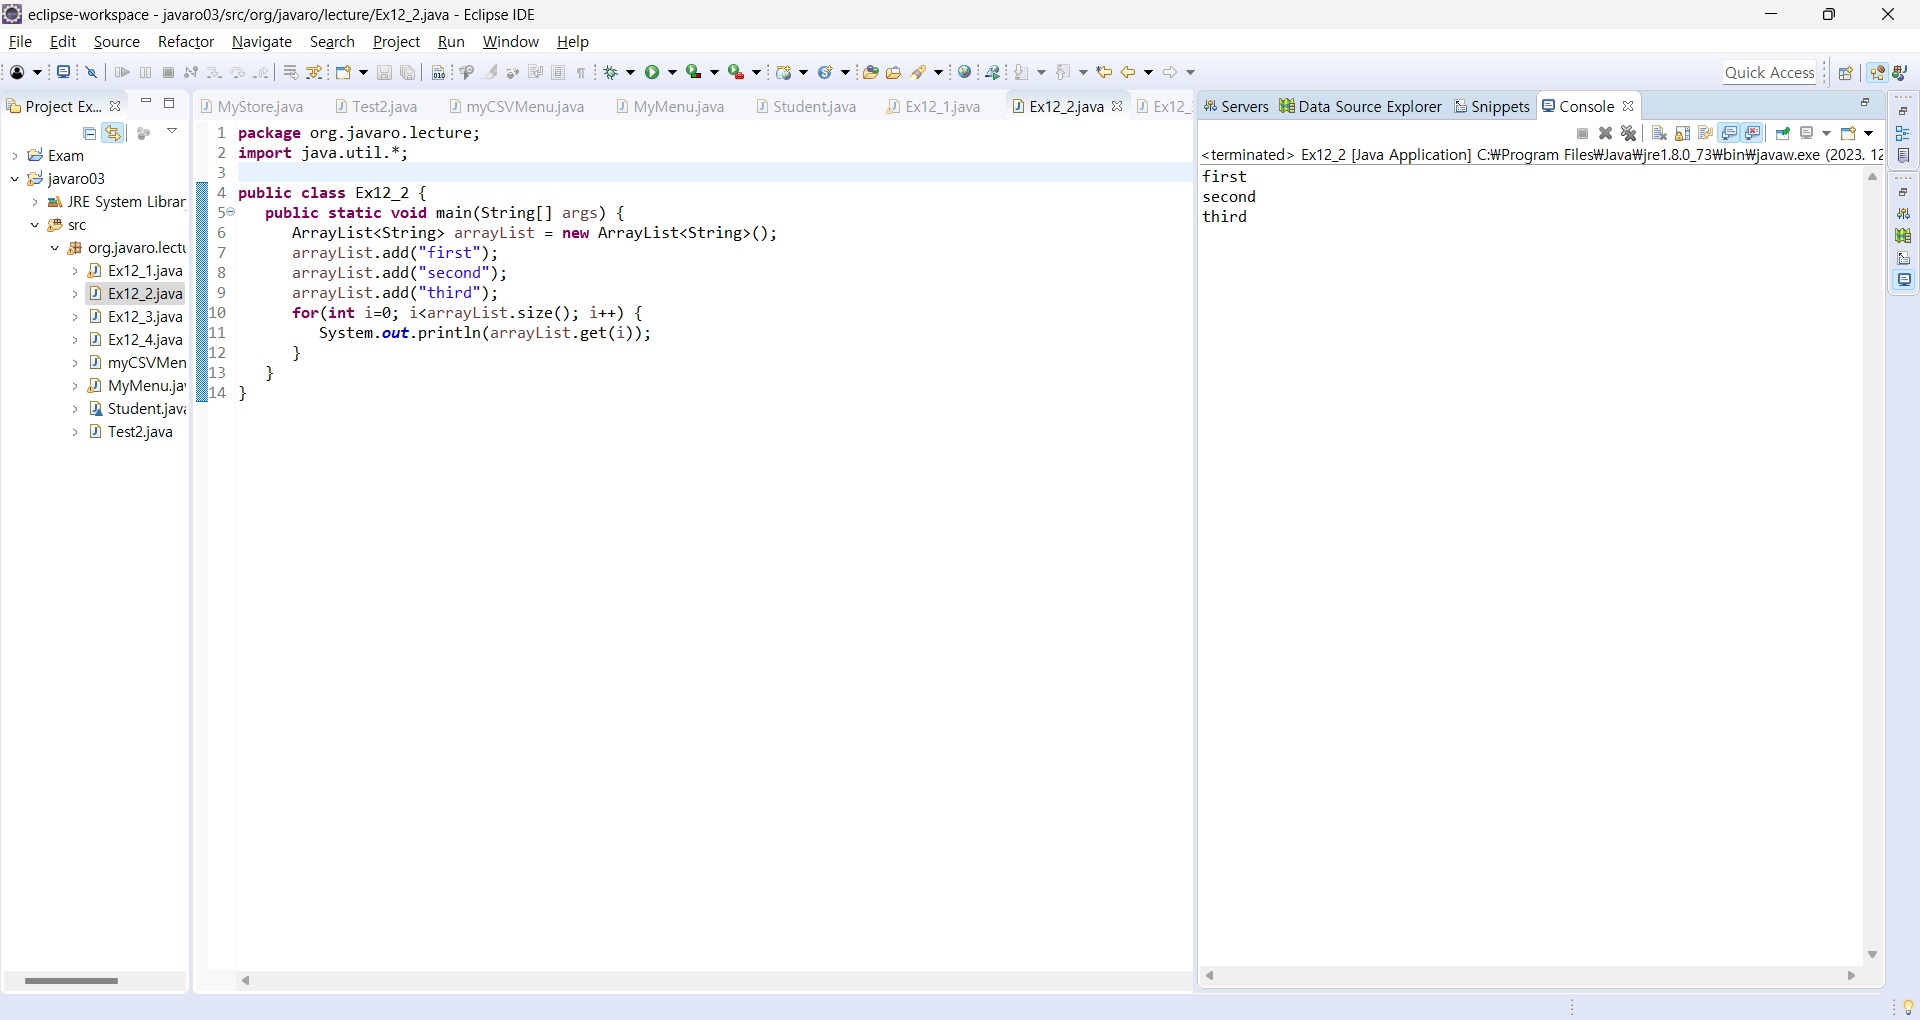 eclipse-workspace - javaro03/src/org/javaro/lecture/Ex12_2.java - Eclipse IDE
File Edit Source Refactor Navigate Search Project Run Window Help
Quick Access
Project Ex...
Exam
javaro03
JRE System Librar
src
org.javaro.lectu
Ex12_1.java
Ex12_2.java
Ex12_3.java
Ex12_4.java
myCSVMen
MyMenu.jav
Student.java
Test2.java
MyStore.java Test2.java myCSVMenu.java MyMenu.java Student.java Ex12_1.java Ex12_2.java Ex12_
1 package org.javaro.lecture;
2 import java.util.*;
3
4 public class Ex12_2 {
5 public static void main(String[] args) {
6 ArrayList<String> arrayList = new ArrayList<String>();
7 arrayList.add("first");
8 arrayList.add("second");
9 arrayList.add("third");
10 for(int i=0; i<arrayList.size(); i++) {
11 System.out.println(arrayList.get(i));
12 }
13 }
14 }
Servers Data Source Explorer Snippets Console
<terminated> Ex12_2 [Java Application] C:₩Program Files₩Java₩jre1.8.0_73₩bin₩javaw.exe (2023. 12
first
second
third